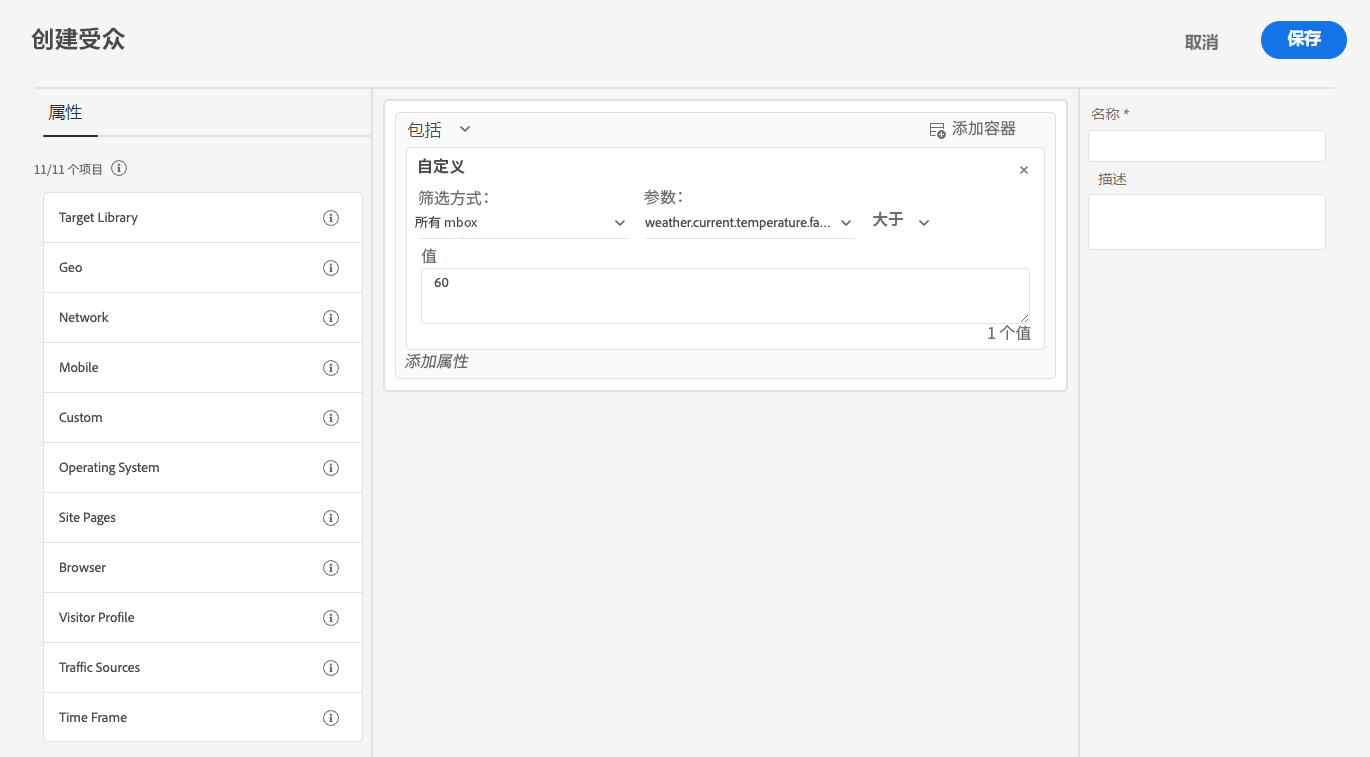 创建受众
取消
保存
属性
11/11 个项目
Target Library
Geo
Network
Mobile
Custom
Operating System
Site Pages
Browser
Visitor Profile
Traffic Sources
Time Frame
包括
添加容器
自定义
筛选方式:
参数:
所有 mbox
weather.current.temperature.fa...
大于
值
60
1 个值
添加属性
名称 *
描述